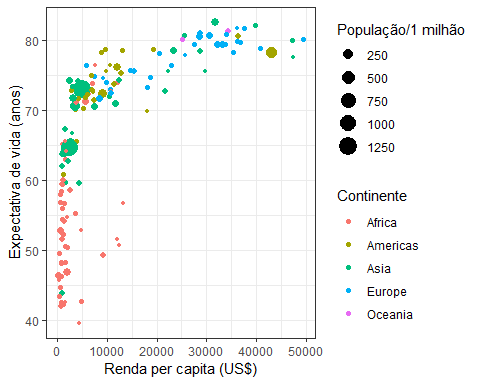 População/1 milhão
250
500
750
1000
1250
Continente
Africa
Americas
Asia
Europe
Oceania
Expectativa de vida (anos)
80
70
60
50
40
0 10000 20000 30000 40000 50000
Renda per capita (US$)